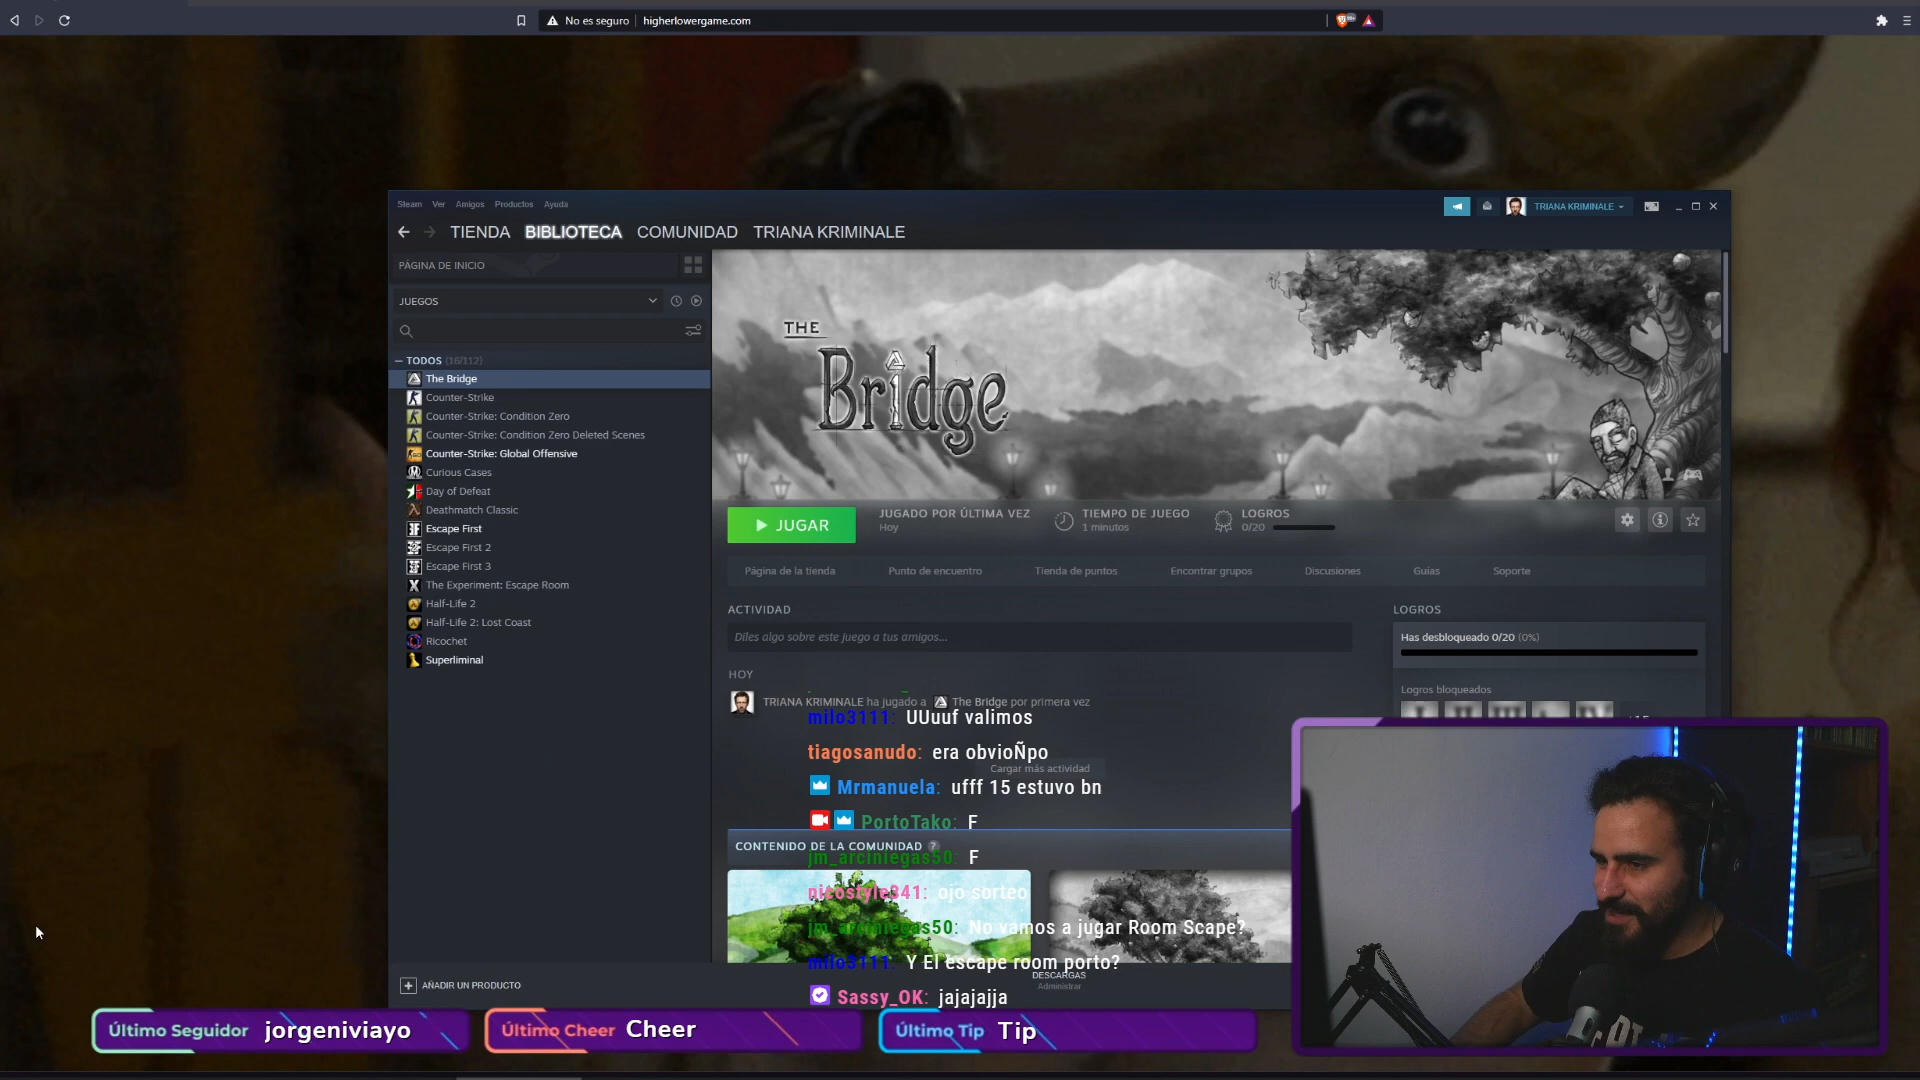 No es seguro
higherlowergame.com
Steam Ver Amigos Productos Ayuda
TRIANA KRIMINALE
TIENDA BIBLIOTECA COMUNIDAD TRIANA KRIMINALE
PÁGINA DE INICIO
JUEGOS
TODOS (16/112)
The Bridge
Counter-Strike
Counter-Strike: Condition Zero
Counter-Strike: Condition Zero Deleted Scenes
Counter-Strike: Global Offensive
Curious Cases
Day of Defeat
Deathmatch Classic
Escape First
Escape First 2
Escape First 3
The Experiment: Escape Room
Half-Life 2
Half-Life 2: Lost Coast
Ricochet
Superliminal
AÑADIR UN PRODUCTO
THE
Bridge
JUGAR
JUGADO POR ÚLTIMA VEZ
Hoy
TIEMPO DE JUEGO
1 minutos
LOGROS
0/20
Página de la tienda Punto de encuentro Tienda de puntos Encontrar grupos Discusiones Guías Soporte
ACTIVIDAD
Diles algo sobre este juego a tus amigos...
HOY
TRIANA KRIMINALE ha jugado a The Bridge por primera vez
Cargar más actividad
LOGROS
Has desbloqueado 0/20 (0%)
Logros bloqueados
CONTENIDO DE LA COMUNIDAD ?
DESCARGAS
Administrar
milo3111: UUuuf valimos
tiagosanudo: era obvioÑpo
Mrmanuela: ufff 15 estuvo bn
PortoTako: F
jm_arciniegas50: F
nicostyle341: ojo sorteo
jm_arciniegas50: No vamos a jugar Room Scape?
milo3111: Y El escape room porto?
Sassy_OK: jajajajja
Último Seguidor jorgeniviayo
Último Cheer Cheer
Último Tip Tip